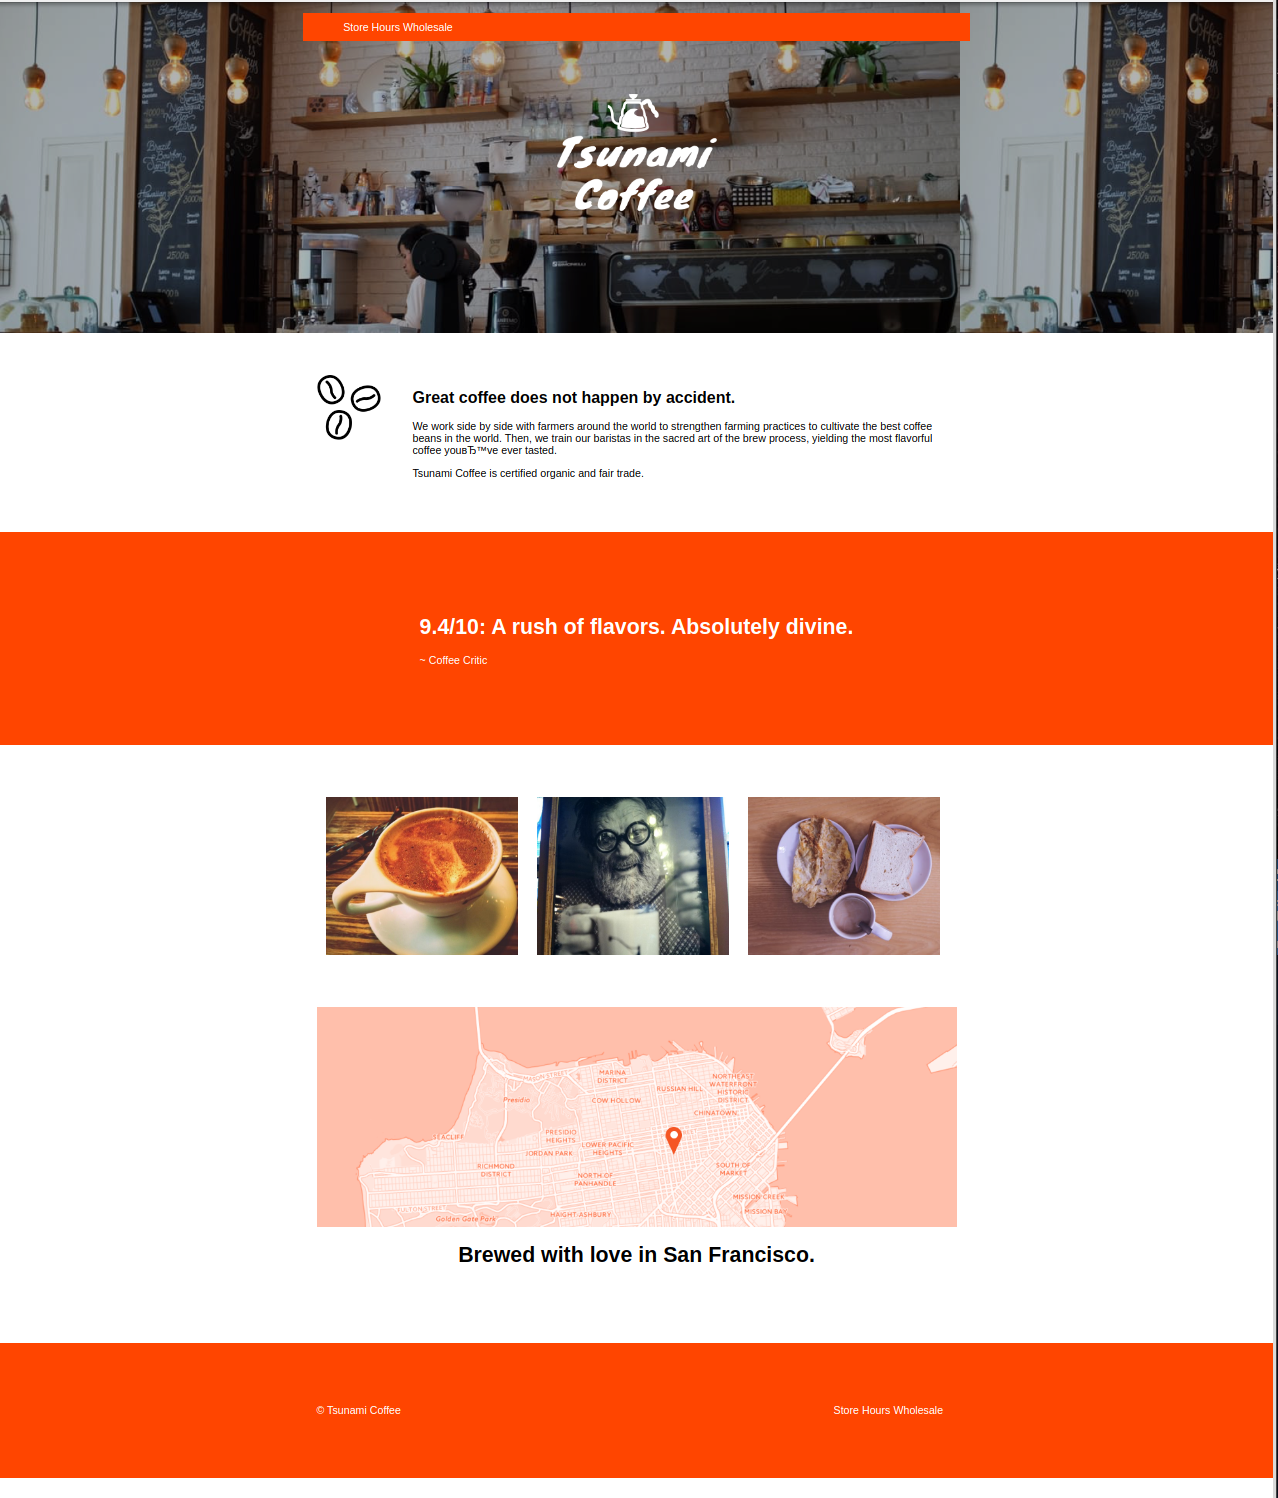 Store Hours Wholesale
Tsunami
Coffee
Great coffee does not happen by accident.
We work side by side with farmers around the world to strengthen farming practices to cultivate the best coffee
beans in the world. Then, we train our baristas in the sacred art of the brew process, yielding the most flavorful
coffee youвЂ™ve ever tasted.
Tsunami Coffee is certified organic and fair trade.
9.4/10: A rush of flavors. Absolutely divine.
~ Coffee Critic
MARINA
DISTRICT
RUSSIAN HILL
NORTHEAST
WATERFRONT
HISTORIC
DISTRICT
Presidio
COW HOLLOW
CHINATOWN
SEACLIFF
PRESIDIO
HEIGHTS
LOWER PACIFIC
HEIGHTS
JORDAN PARK
RICHMOND
DISTRICT
SOUTH OF
MARKET
NORTH OF
PANHANDLE
MISSION CREEK
FULTON STREET
Golden Gate Park
HAIGHT-ASHBURY
MISSION BAY
Brewed with love in San Francisco.
© Tsunami Coffee
Store Hours Wholesale